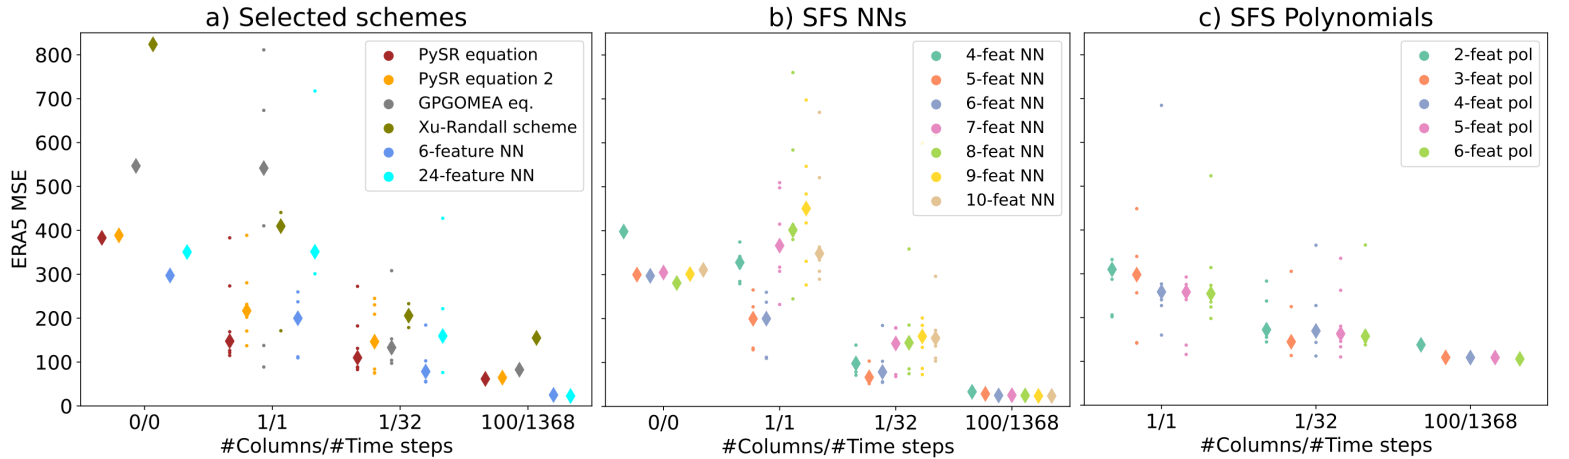 a) Selected schemes
ERA5 MSE
800
700
600
500
400
300
200
100
0
PySR equation
PySR equation 2
GPGOMEA eq.
Xu-Randall scheme
6-feature NN
24-feature NN
0/0
1/1
1/32
100/1368
#Columns/#Time steps
b) SFS NNs
4-feat NN
5-feat NN
6-feat NN
7-feat NN
8-feat NN
9-feat NN
10-feat NN
0/0
1/1
1/32
100/1368
#Columns/#Time steps
c) SFS Polynomials
2-feat pol
3-feat pol
4-feat pol
5-feat pol
6-feat pol
1/1
1/32
100/1368
#Columns/#Time steps